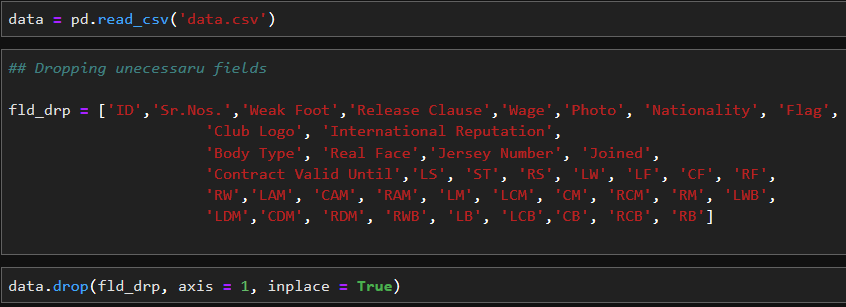 data = pd.read_csv('data.csv')
## Dropping unecessaru fields
fld_drp = ['ID','Sr.Nos.','Weak Foot','Release Clause','Wage','Photo', 'Nationality', 'Flag',
'Club Logo', 'International Reputation',
'Body Type', 'Real Face','Jersey Number', 'Joined',
'Contract Valid Until','LS', 'ST', 'RS', 'LW', 'LF', 'CF', 'RF',
'RW','LAM', 'CAM', 'RAM', 'LM', 'LCM', 'CM', 'RCM', 'RM', 'LWB',
'LDM','CDM', 'RDM', 'RWB', 'LB', 'LCB','CB', 'RCB', 'RB']
data.drop(fld_drp, axis = 1, inplace = True)